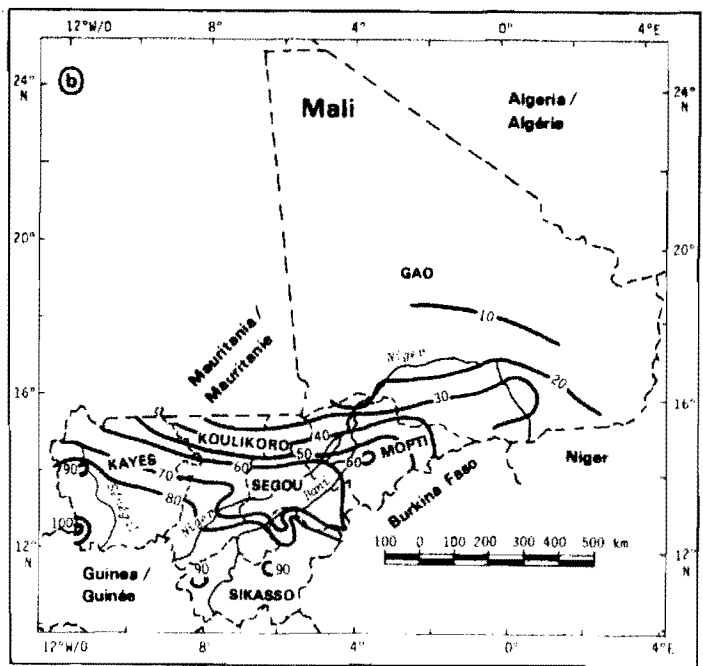 12°W/O 8° 4° 0° 4°E
24° N
b
Mali
Algeria / Algérie
24° N
20°
GAO
20°
10
Mauritania / Mauritanie
Niger
20
16°
30
16°
KOULIKORO
40
50
MOPTI
Niger
90
KAYES
70
60
60
SEGOU
80
Bani
Burkina Faso
100
Niger
100 0 100 200 300 400 500 km
12° N
12° N
Guinea / Guinée
90
90
SIKASSO
12°W/O 8° 4° 0° 4°E